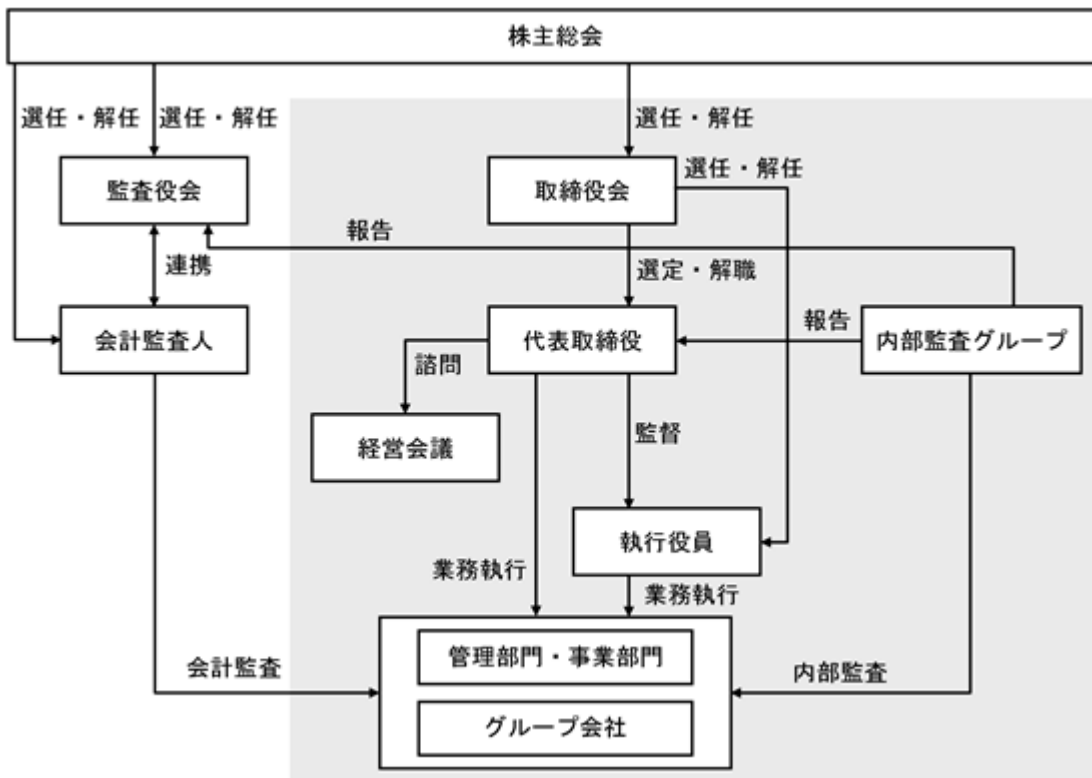 株主総会
選任・解任
選任・解任
選任・解任
監査役会
取締役会
選任・解任
報告
連携
選定・解職
会計監査人
代表取締役
報告
内部監査グループ
諮問
経営会議
監督
執行役員
業務執行
業務執行
管理部門・事業部門
会計監査
内部監査
グループ会社